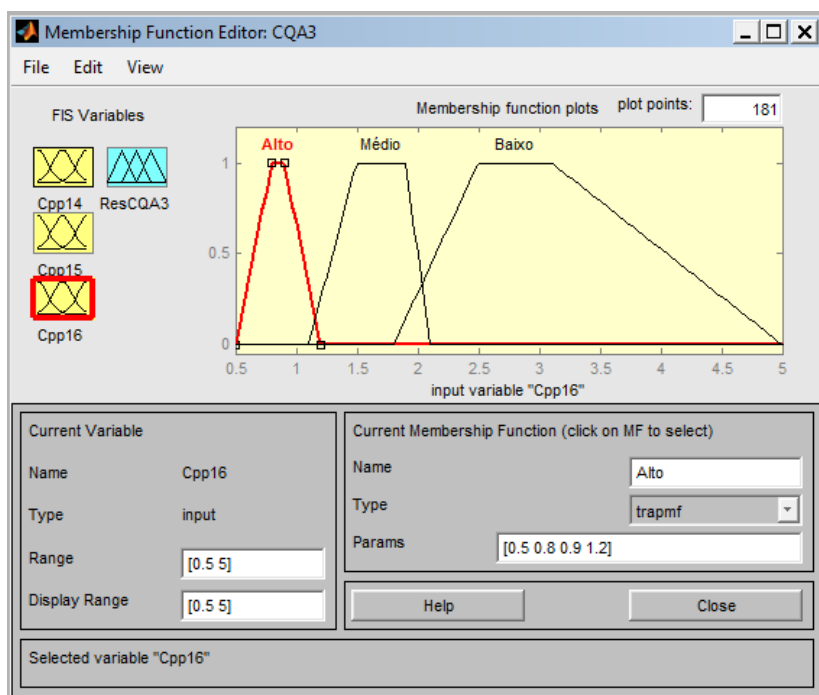 Membership Function Editor: CQA3
File Edit View
FIS Variables
Membership function plots plot points: 181
Cpp14 ResCQA3
Cpp15
Cpp16
Alto Médio Baixo
1
0.5
0
0.5 1 1.5 2 2.5 3 3.5 4 4.5 5
input variable "Cpp16"
Current Variable
Name Cpp16
Type input
Range [0.5 5]
Display Range [0.5 5]
Current Membership Function (click on MF to select)
Name Alto
Type trapmf
Params [0.5 0.8 0.9 1.2]
Help Close
Selected variable "Cpp16"